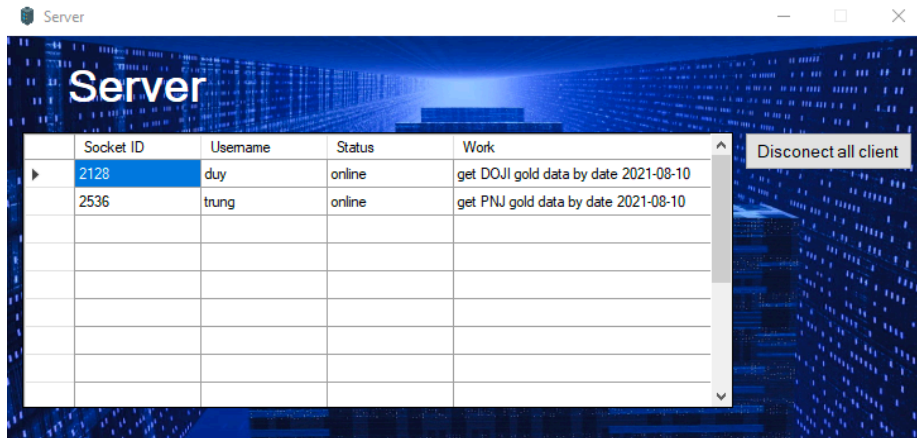 Server
Server
Socket ID Username Status Work
Disconect all client
2128 duy online get DOJI gold data by date 2021-08-10
2536 trung online get PNJ gold data by date 2021-08-10